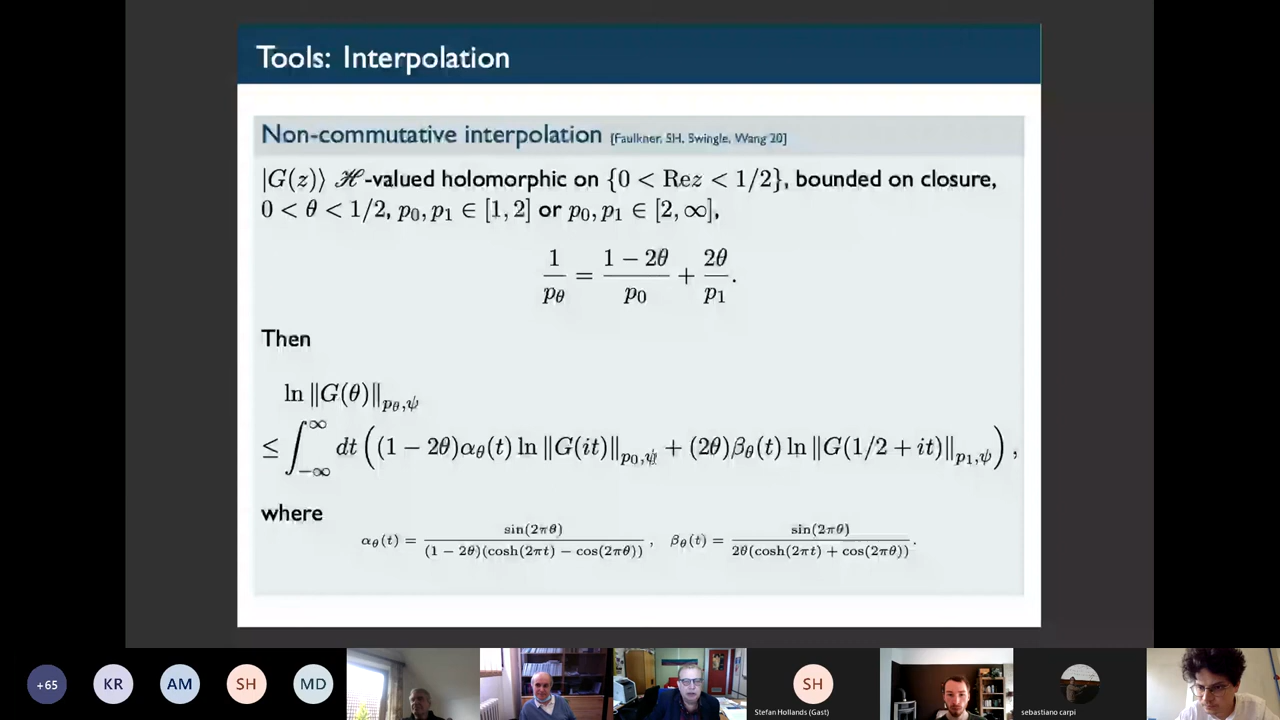 Tools: Interpolation
Non-commutative interpolation [Faulkner, SH, Swingle, Wang 20]
|G(z)⟩ ℋ-valued holomorphic on {0 < Rez < 1/2}, bounded on closure,
0 < θ < 1/2, p₀, p₁ ∈ [1, 2] or p₀, p₁ ∈ [2, ∞],
1/p_θ = (1 − 2θ)/p₀ + 2θ/p₁.
Then
ln ‖G(θ)‖_{p_θ,ψ}
≤ ∫_{−∞}^{∞} dt ((1 − 2θ)α_θ(t) ln ‖G(it)‖_{p₀,ψ} + (2θ)β_θ(t) ln ‖G(1/2 + it)‖_{p₁,ψ}) ,
where
α_θ(t) = sin(2πθ)/((1 − 2θ)(cosh(2πt) − cos(2πθ))) , β_θ(t) = sin(2πθ)/(2θ(cosh(2πt) + cos(2πθ))) .
+65 KR AM SH MD SH
Stefan Hollands (Gast) sebastiano carpi